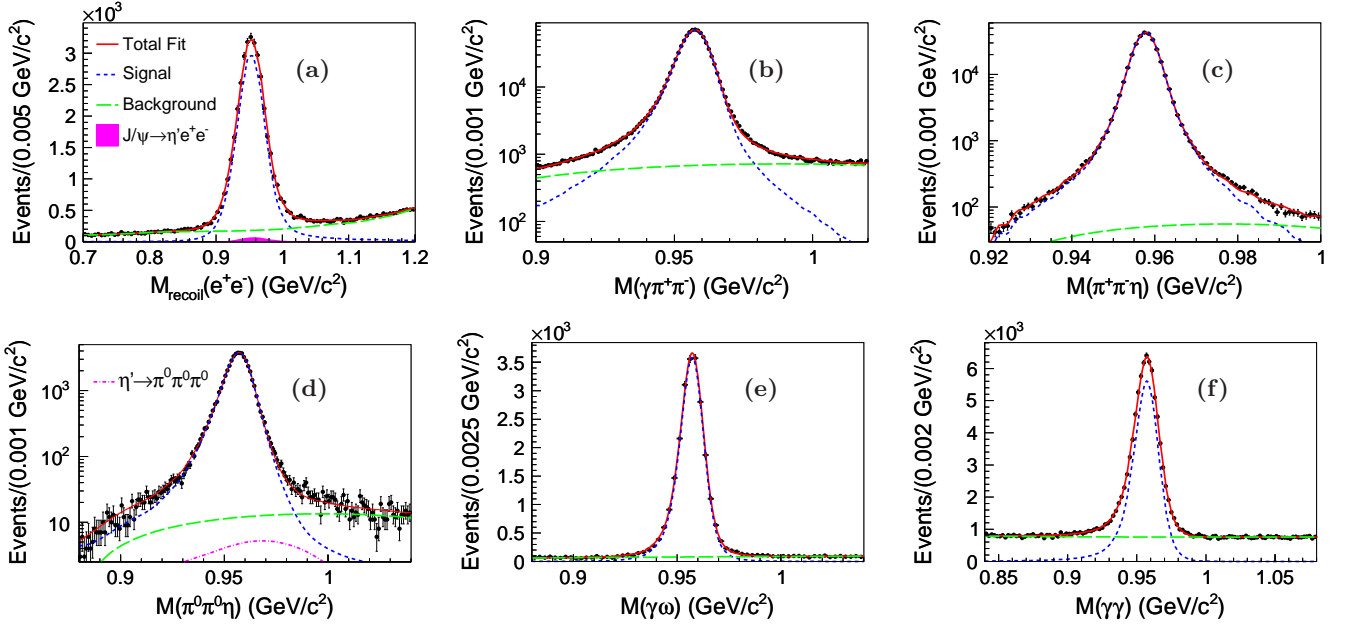 ×10³
Events/(0.005 GeV/c²)
3
2.5
2
1.5
1
0.5
0
Total Fit
Signal
Background
J/ψ→η'e⁺e⁻
(a)
0.7 0.8 0.9 1 1.1 1.2
M_recoil(e⁺e⁻) (GeV/c²)
Events/(0.001 GeV/c²)
10⁴
10³
10²
(b)
0.9 0.95 1
M(γπ⁺π⁻) (GeV/c²)
Events/(0.001 GeV/c²)
10⁴
10³
10²
(c)
0.92 0.94 0.96 0.98 1
M(π⁺π⁻η) (GeV/c²)
Events/(0.001 GeV/c²)
10³
10²
10
η'→π⁰π⁰π⁰
(d)
0.9 0.95 1
M(π⁰π⁰η) (GeV/c²)
×10³
Events/(0.0025 GeV/c²)
3.5
3
2.5
2
1.5
1
0.5
0
(e)
0.9 0.95 1
M(γω) (GeV/c²)
×10³
Events/(0.002 GeV/c²)
6
5
4
3
2
1
0
(f)
0.85 0.9 0.95 1 1.05
M(γγ) (GeV/c²)